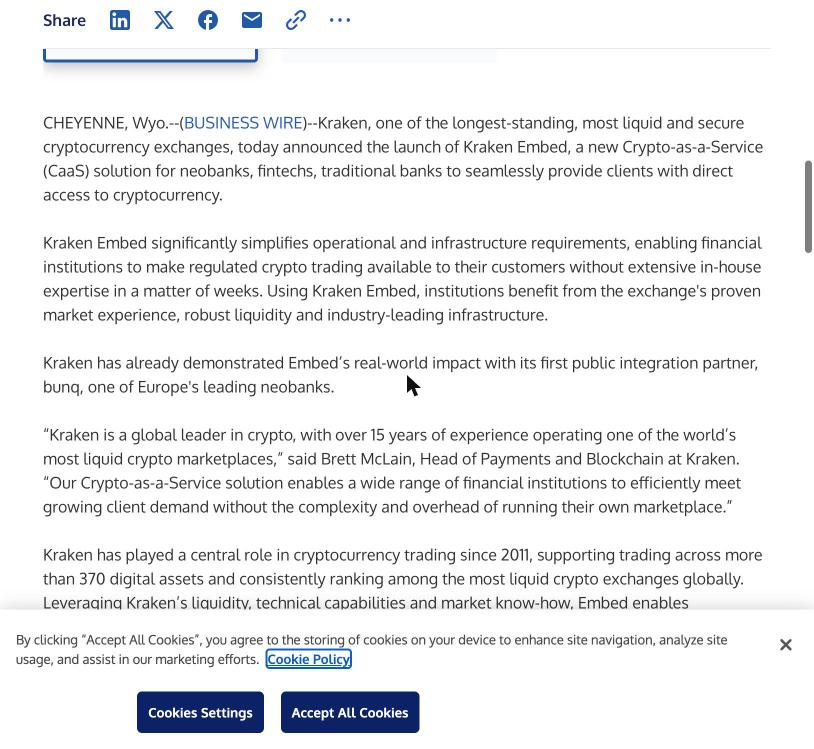 Share
CHEYENNE, Wyo.--(BUSINESS WIRE)--Kraken, one of the longest-standing, most liquid and secure
cryptocurrency exchanges, today announced the launch of Kraken Embed, a new Crypto-as-a-Service
(CaaS) solution for neobanks, fintechs, traditional banks to seamlessly provide clients with direct
access to cryptocurrency.
Kraken Embed significantly simplifies operational and infrastructure requirements, enabling financial
institutions to make regulated crypto trading available to their customers without extensive in-house
expertise in a matter of weeks. Using Kraken Embed, institutions benefit from the exchange's proven
market experience, robust liquidity and industry-leading infrastructure.
Kraken has already demonstrated Embed’s real-world impact with its first public integration partner,
bunq, one of Europe's leading neobanks.
“Kraken is a global leader in crypto, with over 15 years of experience operating one of the world’s
most liquid crypto marketplaces,” said Brett McLain, Head of Payments and Blockchain at Kraken.
“Our Crypto-as-a-Service solution enables a wide range of financial institutions to efficiently meet
growing client demand without the complexity and overhead of running their own marketplace.”
Kraken has played a central role in cryptocurrency trading since 2011, supporting trading across more
than 370 digital assets and consistently ranking among the most liquid crypto exchanges globally.
Leveraging Kraken’s liquidity, technical capabilities and market know-how, Embed enables
By clicking “Accept All Cookies”, you agree to the storing of cookies on your device to enhance site navigation, analyze site
usage, and assist in our marketing efforts. Cookie Policy
Cookies Settings
Accept All Cookies